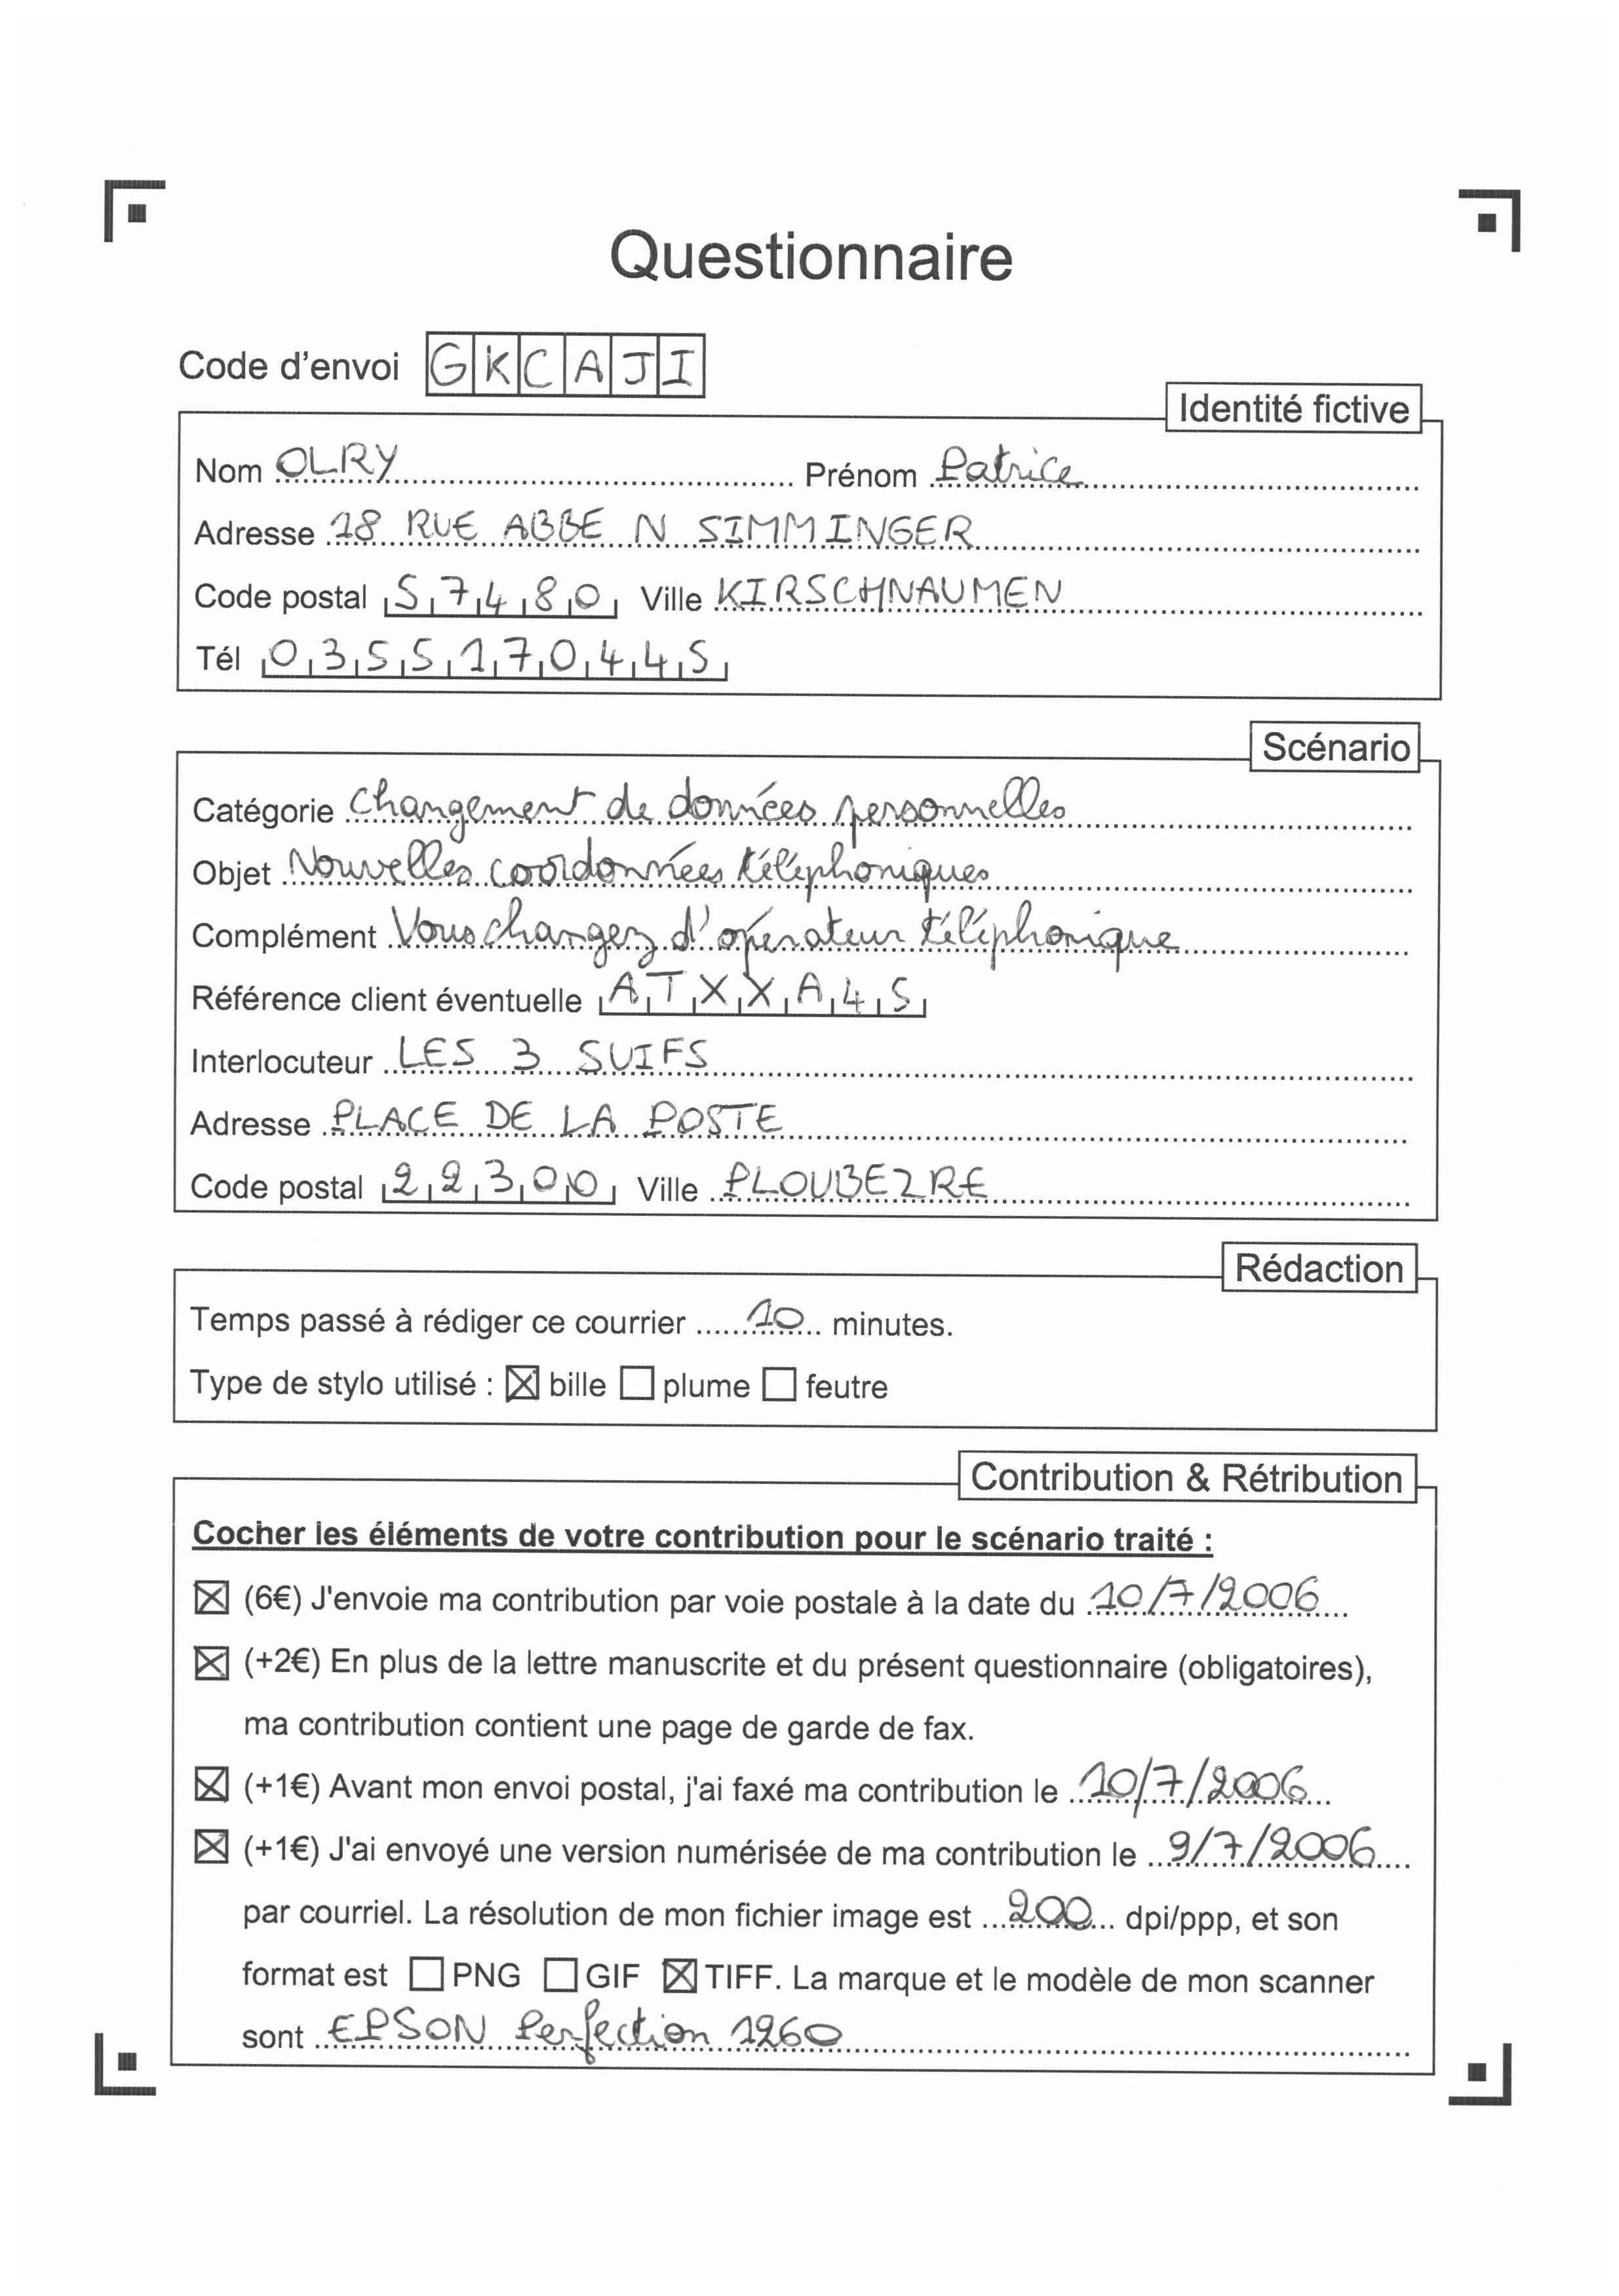 Questionnaire
Code d'envoi GKCAJI
Identité fictive
Nom OLRY Prénom Patrice
Adresse 18 RUE ABBE N SIMMINGER
Code postal 57480 Ville KIRSCHNAUMEN
Tél 0355170445
Scénario
Catégorie Changement de données personnelles
Objet Nouvelles coordonnées téléphoniques
Complément Vous changez d'opérateur téléphonique
Référence client éventuelle ATXXA45
Interlocuteur LES 3 SUIFS
Adresse PLACE DE LA POSTE
Code postal 22300 Ville PLOUBEZRE
Rédaction
Temps passé à rédiger ce courrier 10 minutes.
Type de stylo utilisé : ☒ bille ☐ plume ☐ feutre
Contribution & Rétribution
Cocher les éléments de votre contribution pour le scénario traité :
☒ (6€) J'envoie ma contribution par voie postale à la date du 10/7/2006
☒ (+2€) En plus de la lettre manuscrite et du présent questionnaire (obligatoires),
ma contribution contient une page de garde de fax.
☒ (+1€) Avant mon envoi postal, j'ai faxé ma contribution le 10/7/2006
☒ (+1€) J'ai envoyé une version numérisée de ma contribution le 9/7/2006
par courriel. La résolution de mon fichier image est 200 dpi/ppp, et son
format est ☐ PNG ☐ GIF ☒ TIFF. La marque et le modèle de mon scanner
sont EPSON Perfection 1260